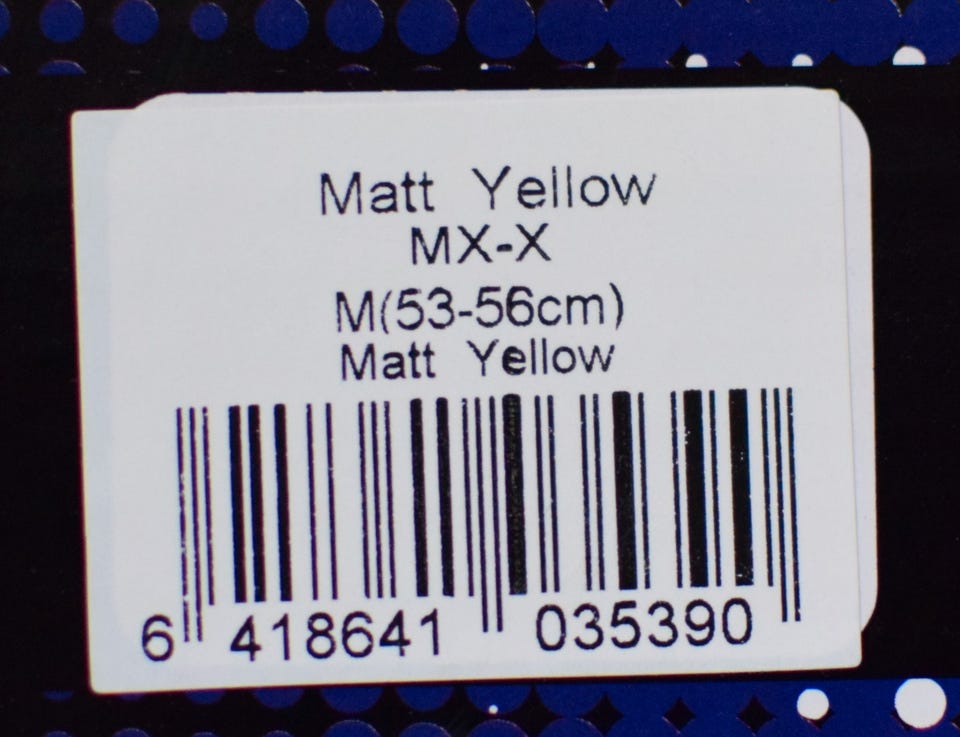 Matt Yellow
MX-X
M(53-56cm)
Matt Yellow
6 418641 035390